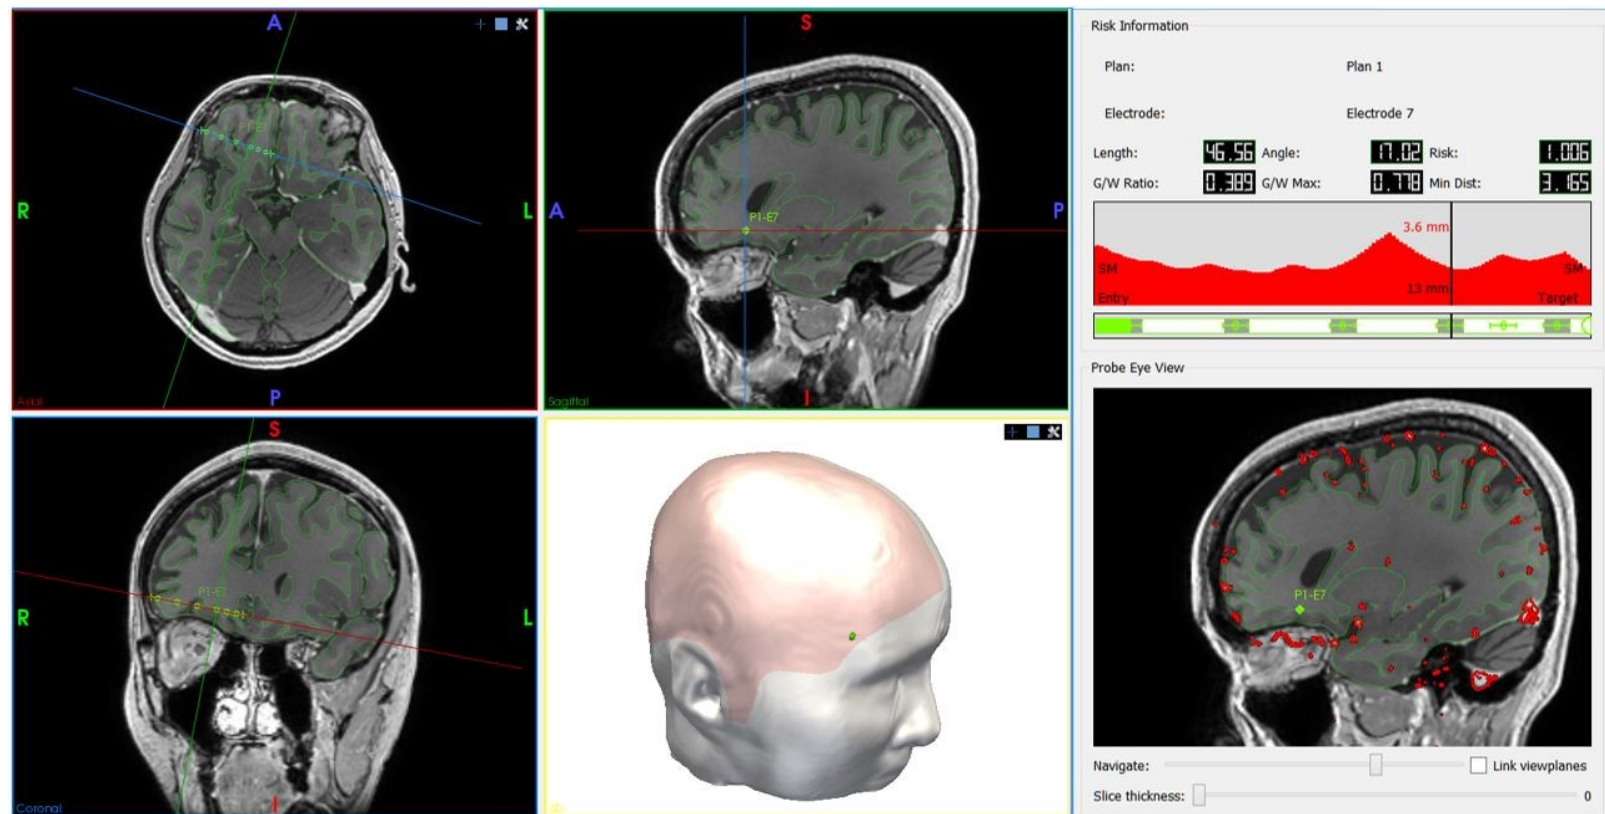 A
R
L
P
P1-E7
Axial
S
A
P
P1-E7
I
Sagittal
S
R
L
P1-E7
I
Coronal
3D
Risk Information
Plan: Plan 1
Electrode: Electrode 7
Length: 46.56 Angle: 17.02 Risk: 1.006
G/W Ratio: 0.389 G/W Max: 0.778 Min Dist: 3.165
3.6 mm
SM SM
13 mm
Entry Target
Probe Eye View
P1-E7
Navigate: Link viewplanes
Slice thickness: 0